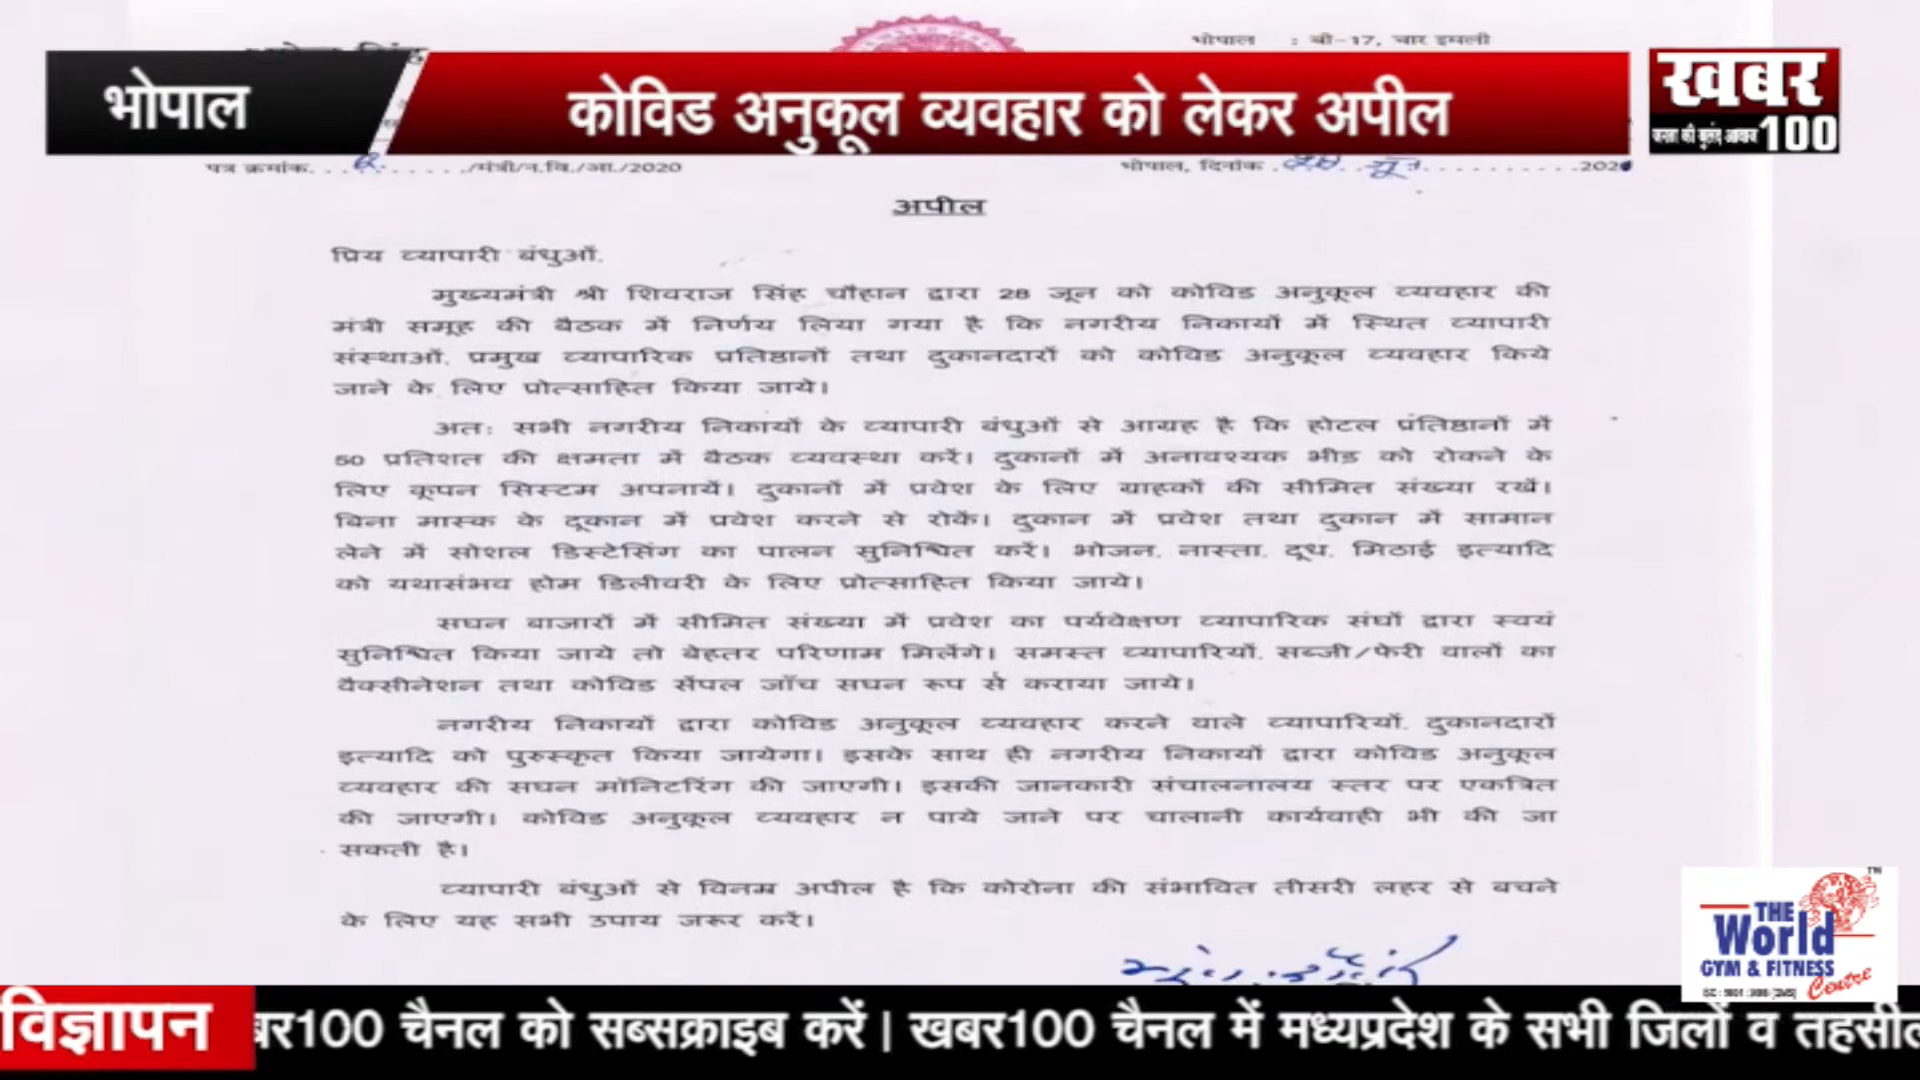 भोपाल : बी-17, चार इमली
भोपाल
कोविड अनुकूल व्यवहार को लेकर अपील
खबर
100
पत्र क्रमांक........../मंत्री/न.वि./आ./2020
भोपाल, दिनांक
अपील
प्रिय व्यापारी बंधुओं,
मुख्यमंत्री श्री शिवराज सिंह चौहान द्वारा 28 जून को कोविड अनुकूल व्यवहार की
मंत्री समूह की बैठक में निर्णय लिया गया है कि नगरीय निकायों में स्थित व्यापारी
संस्थाओं, प्रमुख व्यापारिक प्रतिष्ठानों तथा दुकानदारों को कोविड अनुकूल व्यवहार किये
जाने के लिए प्रोत्साहित किया जाये।
अतः सभी नगरीय निकायों के व्यापारी बंधुओं से आग्रह है कि होटल प्रतिष्ठानों में
50 प्रतिशत की क्षमता में बैठक व्यवस्था करें। दुकानों में अनावश्यक भीड को रोकने के
लिए कूपन सिस्टम अपनायें। दुकानों में प्रवेश के लिए ग्राहकों की सीमित संख्या रखें।
बिना मास्क के दूकान में प्रवेश करने से रोकें। दुकान में प्रवेश तथा दुकान में सामान
लेने में सोशल डिस्टेसिंग का पालन सुनिश्चित करें। भोजन, नास्ता, दूध, मिठाई इत्यादि
को यथासंभव होम डिलीवरी के लिए प्रोत्साहित किया जाये।
सघन बाजारों में सीमित संख्या में प्रवेश का पर्यवेक्षण व्यापारिक संघों द्वारा स्वयं
सुनिश्चित किया जाये तो बेहतर परिणाम मिलेंगे। समस्त व्यापारियों, सब्जी/फेरी वालों का
वैक्सीनेशन तथा कोविड सेंपल जाँच सघन रूप से कराया जाये।
नगरीय निकायों द्वारा कोविड अनुकूल व्यवहार करने वाले व्यापारियों, दुकानदारों
इत्यादि को पुरुस्कृत किया जायेगा। इसके साथ ही नगरीय निकायों द्वारा कोविड अनुकूल
व्यवहार की सघन मॉनिटरिंग की जाएगी। इसकी जानकारी संचालनालय स्तर पर एकत्रित
की जाएगी। कोविड अनुकूल व्यवहार न पाये जाने पर चालानी कार्यवाही भी की जा
सकती है।
व्यापारी बंधुओं से विनम्र अपील है कि कोरोना की संभावित तीसरी लहर से बचने
के लिए यह सभी उपाय जरूर करें।
THE
World
GYM & FITNESS
Centre
विज्ञापन
बर100 चैनल को सब्सक्राइब करें | खबर100 चैनल में मध्यप्रदेश के सभी जिलों व तहसील